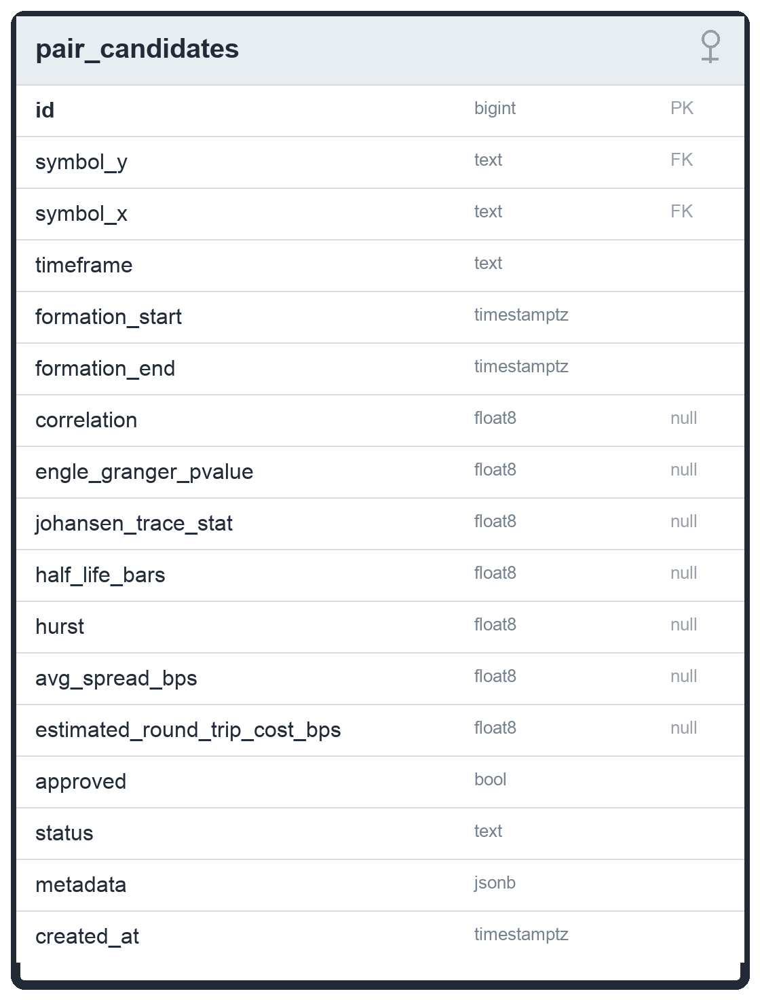 pair_candidates
id bigint PK
symbol_y text FK
symbol_x text FK
timeframe text
formation_start timestamptz
formation_end timestamptz
correlation float8 null
engle_granger_pvalue float8 null
johansen_trace_stat float8 null
half_life_bars float8 null
hurst float8 null
avg_spread_bps float8 null
estimated_round_trip_cost_bps float8 null
approved bool
status text
metadata jsonb
created_at timestamptz